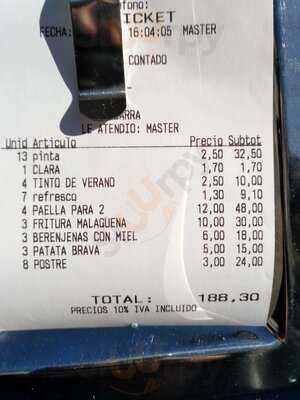 fono:
ICKET
FECHA: 16:04:05 MASTER
CONTADO
ARRA
LE ATENDIO: MASTER
Unid Articulo Precio Subtot
13 pinta 2,50 32,50
1 CLARA 1,70 1,70
4 TINTO DE VERANO 2,50 10,00
7 refresco 1,30 9,10
4 PAELLA PARA 2 12,00 48,00
3 FRITURA MALAGUENA 10,00 30,00
3 BERENJENAS CON MIEL 6,00 18,00
3 PATATA BRAVA 5,00 15,00
8 POSTRE 3,00 24,00
TOTAL: 188,30
PRECIOS 10% IVA INCLUIDO